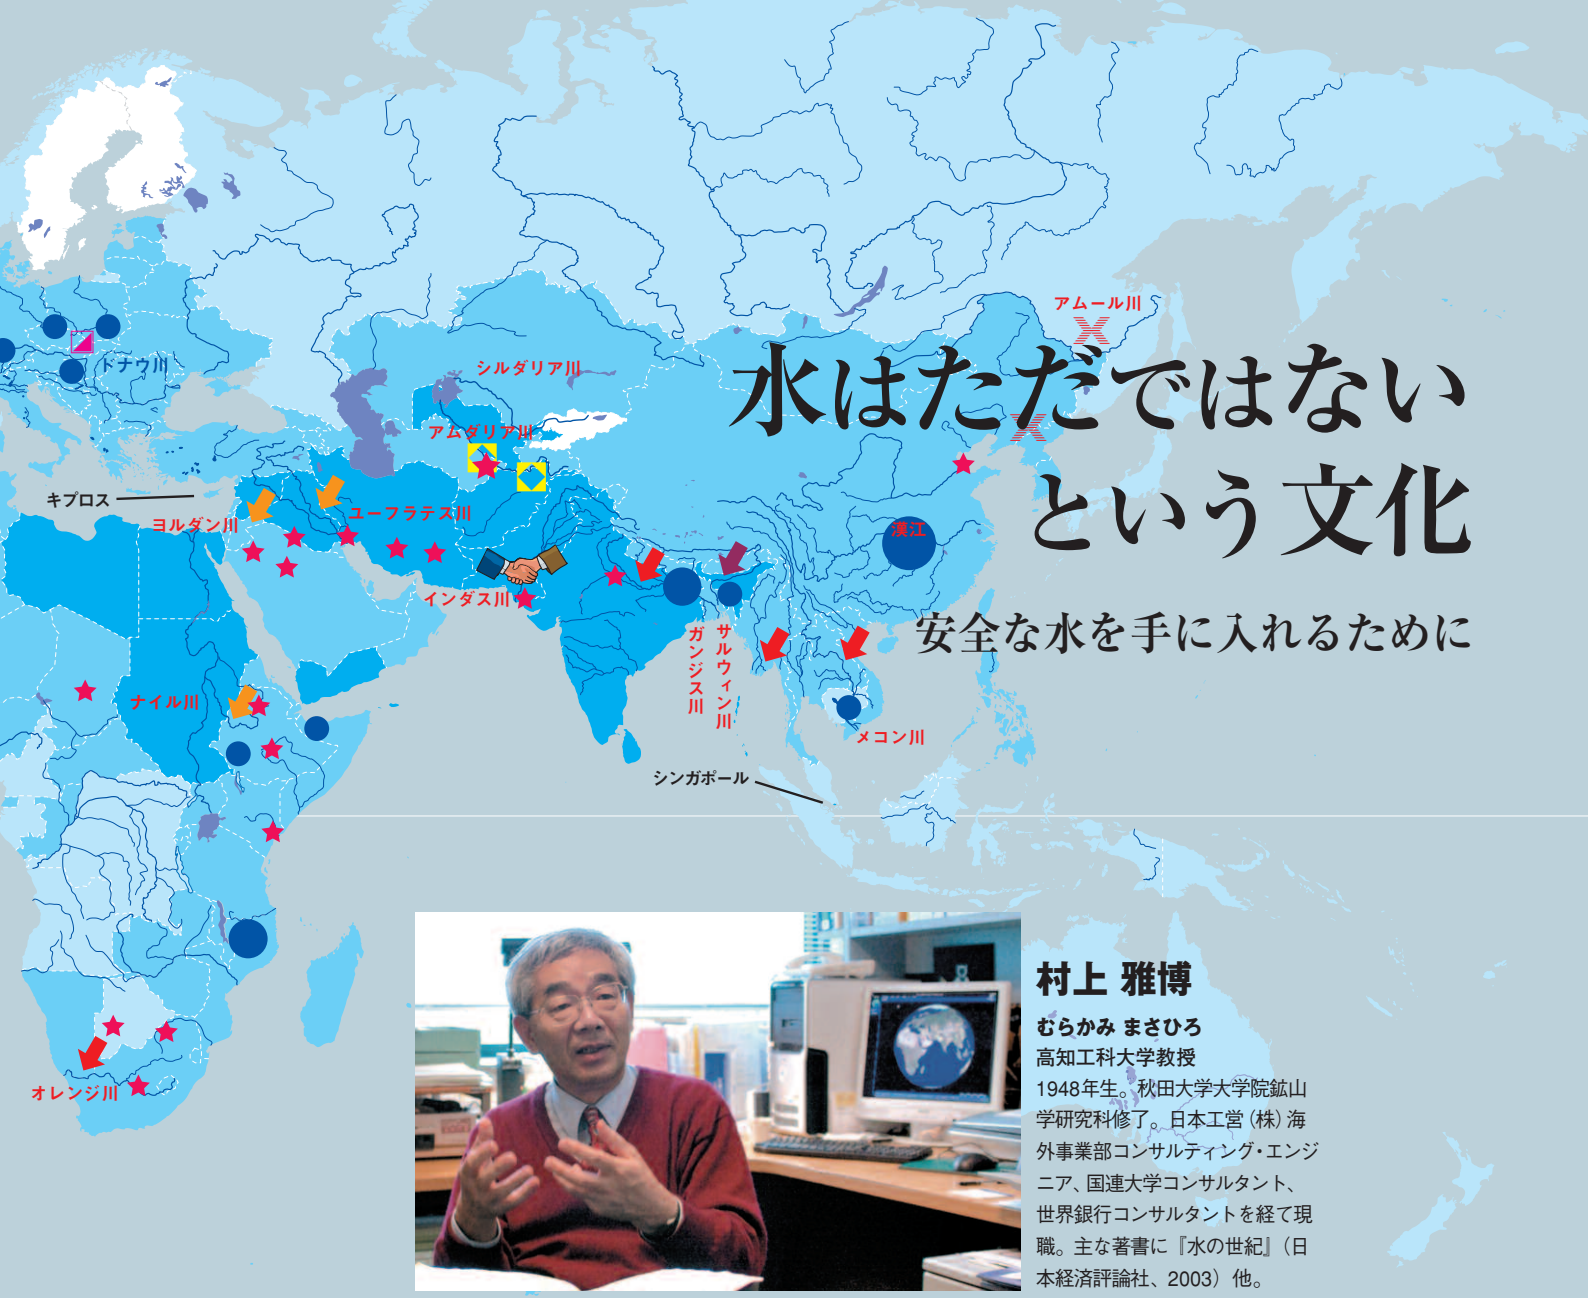 アムール川
水はただではない
という文化
安全な水を手に入れるために
ドナウ川
シルダリア川
アムダリア川
キプロス
ヨルダン川
ユーフラテス川
漢江
インダス川
ガンジス川
サルウィン川
ナイル川
メコン川
シンガポール
オレンジ川
村上 雅博
むらかみ まさひろ
高知工科大学教授
1948年生。秋田大学大学院鉱山
学研究科修了。日本工営(株)海
外事業部コンサルティング・エンジ
ニア、国連大学コンサルタント、
世界銀行コンサルタントを経て現
職。主な著書に『水の世紀』(日
本経済評論社、2003)他。